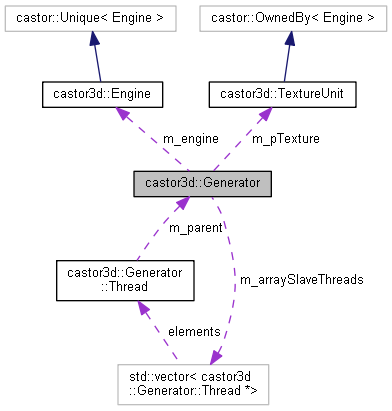 castor::Unique< Engine >
castor::OwnedBy< Engine >
castor3d::Engine
castor3d::TextureUnit
m_engine
m_pTexture
castor3d::Generator
m_parent
castor3d::Generator
::Thread
m_arraySlaveThreads
elements
std::vector< castor3d
::Generator::Thread *>